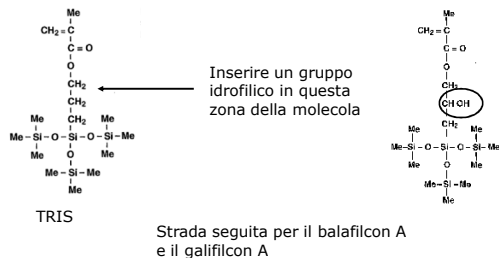 Me
CH₂=C
C = O
O
CH₂
CH₂
CH₂
Me Me
Me – Si – O – Si – O – Si – Me
Me O Me
Me – Si – Me
Me
TRIS
Inserire un gruppo
idrofilico in questa
zona della molecola
Me
CH₂=C
C = O
O
CH₂
CH OH
CH₂
Me Me
Me–Si–O–Si–O–Si–Me
Me O Me
Me–Si–Me
Me
Strada seguita per il balafilcon A
e il galifilcon A